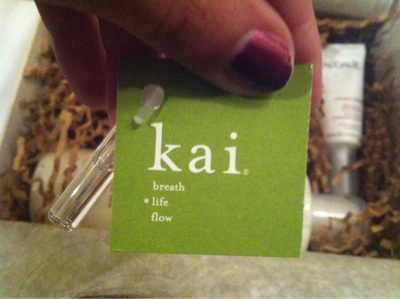 kai®
breath
• life
flow